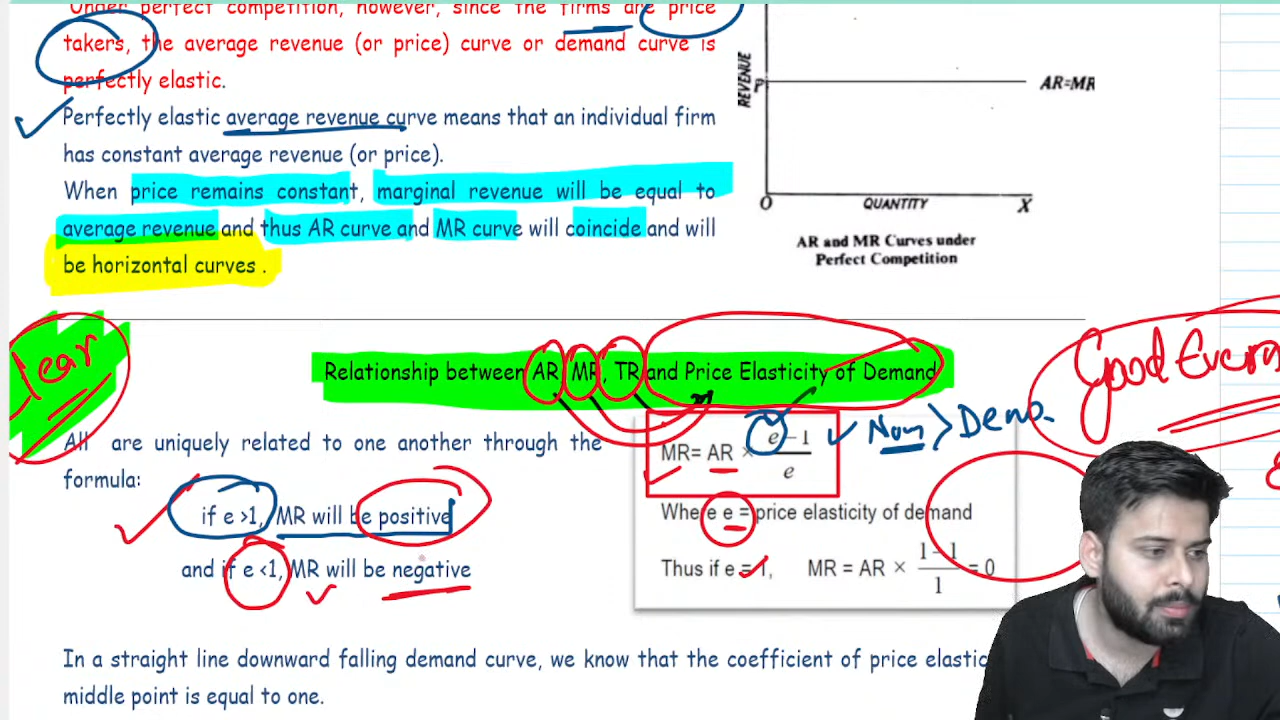 Under perfect competition, however, since the firms are price
takers, the average revenue (or price) curve or demand curve is
perfectly elastic.
Perfectly elastic average revenue curve means that an individual firm
has constant average revenue (or price).
When price remains constant, marginal revenue will be equal to
average revenue and thus AR curve and MR curve will coincide and will
be horizontal curves .
REVENUE
P
AR=MR
O QUANTITY X
AR and MR Curves under
Perfect Competition
Relationship between AR, MR, TR and Price Elasticity of Demand
Good
All are uniquely related to one another through the
formula:
if e >1, MR will be positive
and if e <1, MR will be negative
MR= AR × e-1
e
Where e = price elasticity of demand
Thus if e = 1, MR = AR × 1-1 = 0
1
In a straight line downward falling demand curve, we know that the coefficient of price
middle point is equal to one.